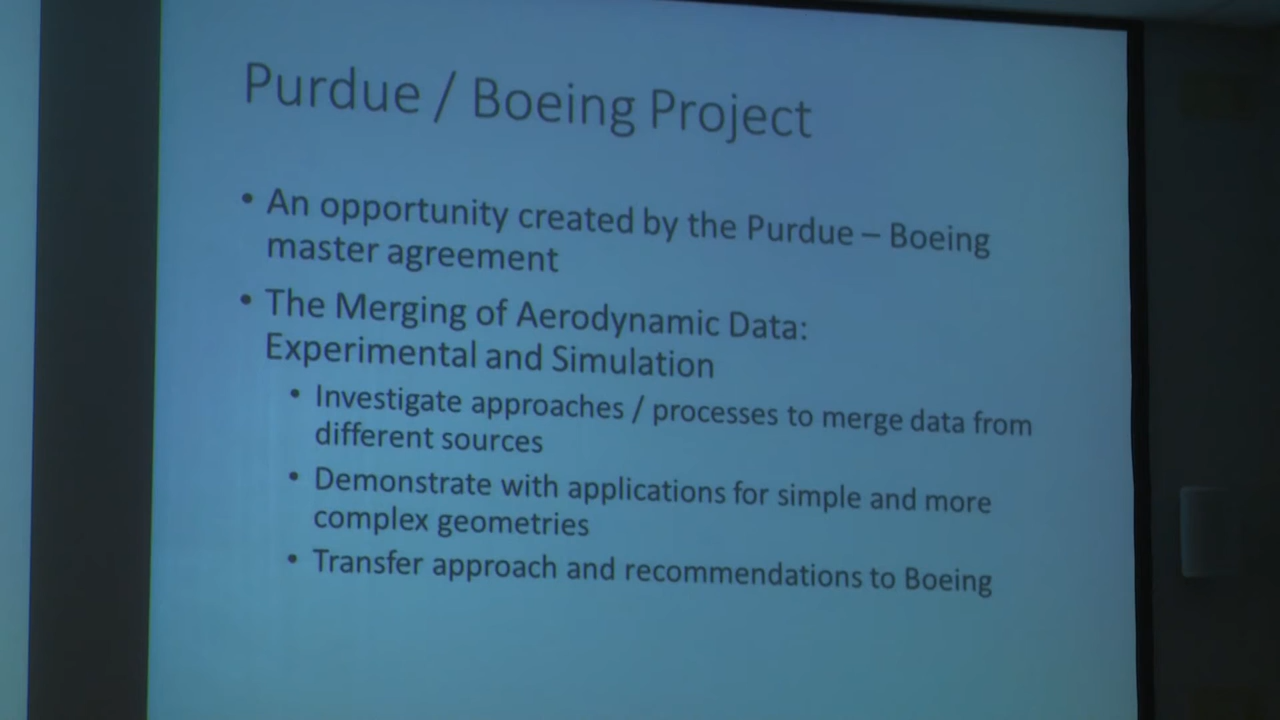 Purdue / Boeing Project
• An opportunity created by the Purdue – Boeing
master agreement
• The Merging of Aerodynamic Data:
Experimental and Simulation
• Investigate approaches / processes to merge data from
different sources
• Demonstrate with applications for simple and more
complex geometries
• Transfer approach and recommendations to Boeing